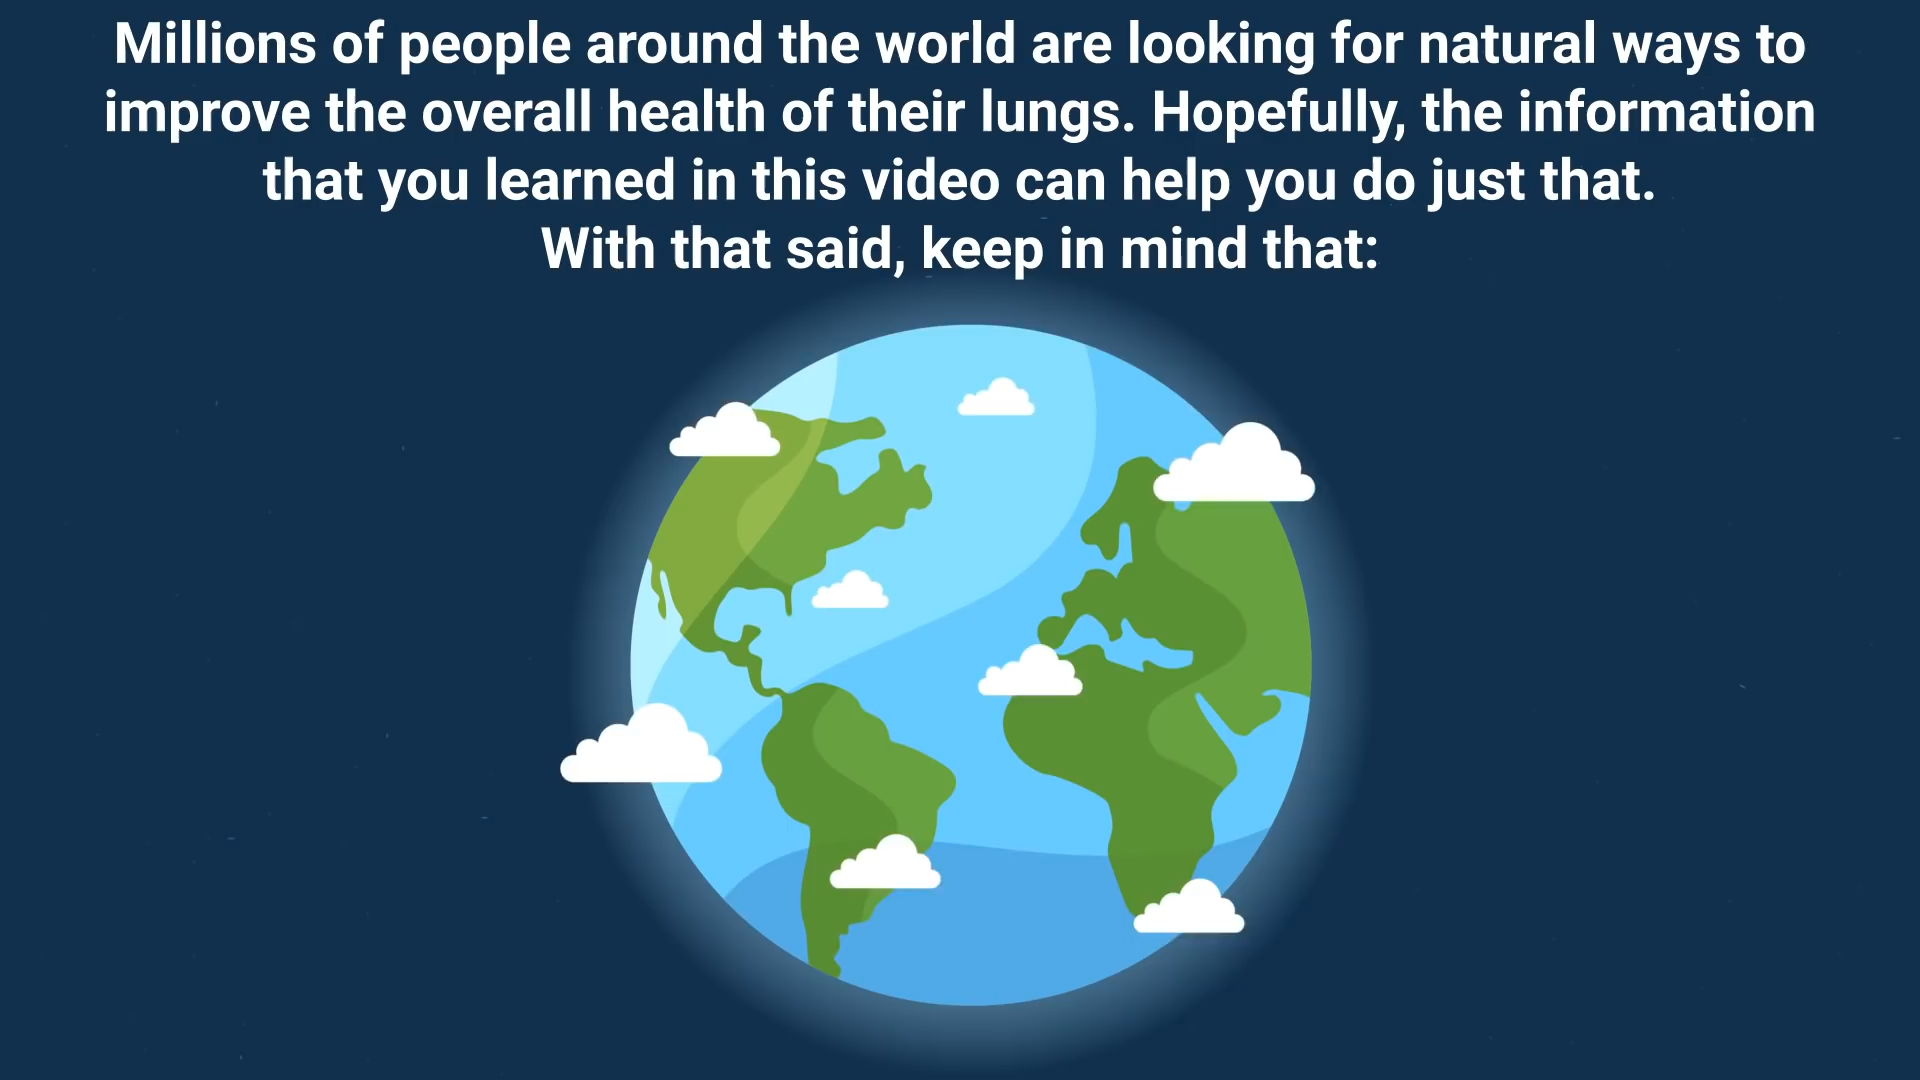 Millions of people around the world are looking for natural ways to
improve the overall health of their lungs. Hopefully, the information
that you learned in this video can help you do just that.
With that said, keep in mind that: